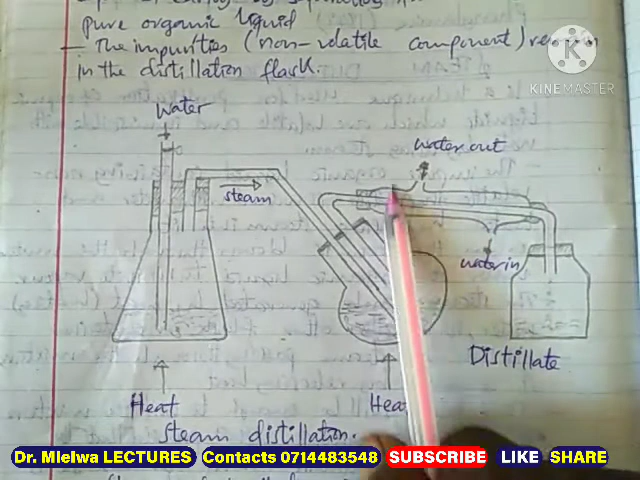 pure organic liquid
– The impurities (non-volatile component) remain
in the distillation flask.
KINEMASTER
water
water out
steam
water in
Distillate
Heat
Heat
steam distillation.
Dr. Mlelwa LECTURES Contacts 0714483548 SUBSCRIBE LIKE SHARE